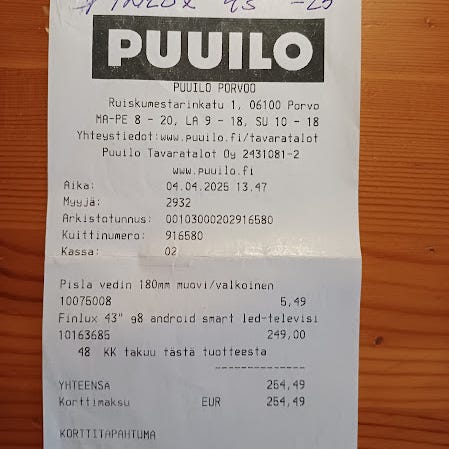 FINLUX 43 -25
PUUILO
PUUILO PORVOO
Ruiskumestarinkatu 1, 06100 Porvo
MA-PE 8 - 20, LA 9 - 18, SU 10 - 18
Yhteystiedot:www.puuilo.fi/tavaratalot
Puuilo Tavaratalot Oy 2431081-2
www.puuilo.fi
Aika: 04.04.2025 13.47
Myyjä: 2932
Arkistotunnus: 00103000202916580
Kuittinumero: 916580
Kassa: 02
Pisla vedin 180mm muovi/valkoinen
10075008 5,49
Finlux 43" g8 android smart led-televisi
10163685 249,00
48 KK takuu tästä tuotteesta
--------------
YHTEENSÄ 254,49
Korttimaksu EUR 254,49
KORTTITAPAHTUMA